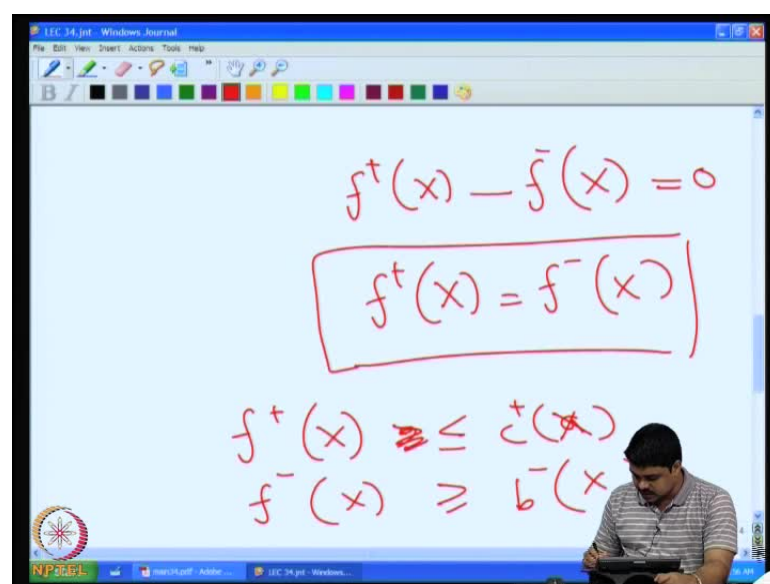 LEC 34.jnt - Windows Journal
File Edit View Insert Actions Tools Help
B I
f⁺(x) — f⁻(x) = 0
f⁺(x) = f⁻(x)
f⁺(x) ≤ c⁺(x)
f⁻(x) ≥ b⁻(x
NPTEL
LEC 34.jnt - Windows...